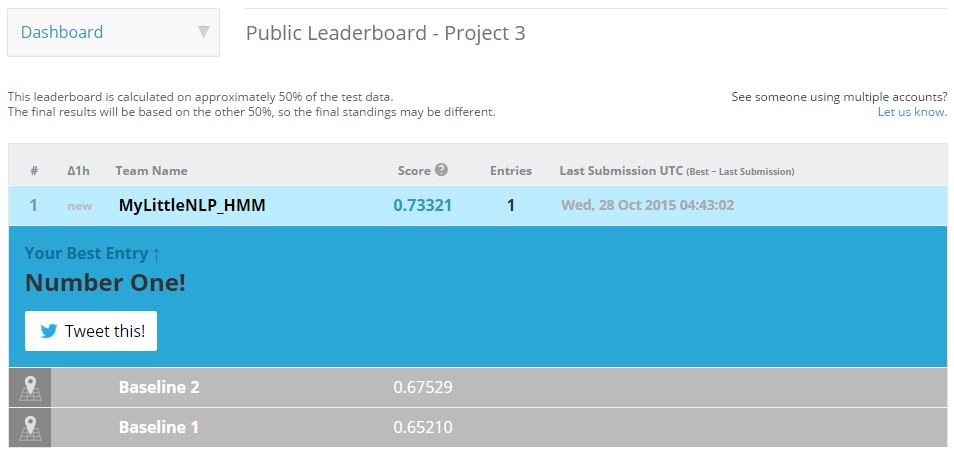 Dashboard
Public Leaderboard - Project 3
This leaderboard is calculated on approximately 50% of the test data.
The final results will be based on the other 50%, so the final standings may be different.
See someone using multiple accounts?
Let us know.
# Δ1h Team Name Score ? Entries Last Submission UTC (Best − Last Submission)
1 new MyLittleNLP_HMM 0.73321 1 Wed, 28 Oct 2015 04:43:02
Your Best Entry ↑
Number One!
Tweet this!
Baseline 2 0.67529
Baseline 1 0.65210